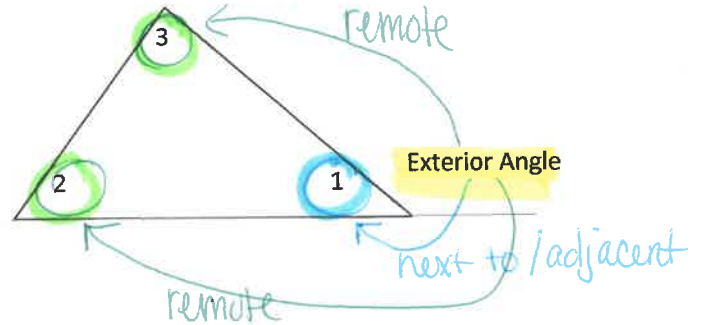 3
remote
Exterior Angle
2
1
next to / adjacent
remote